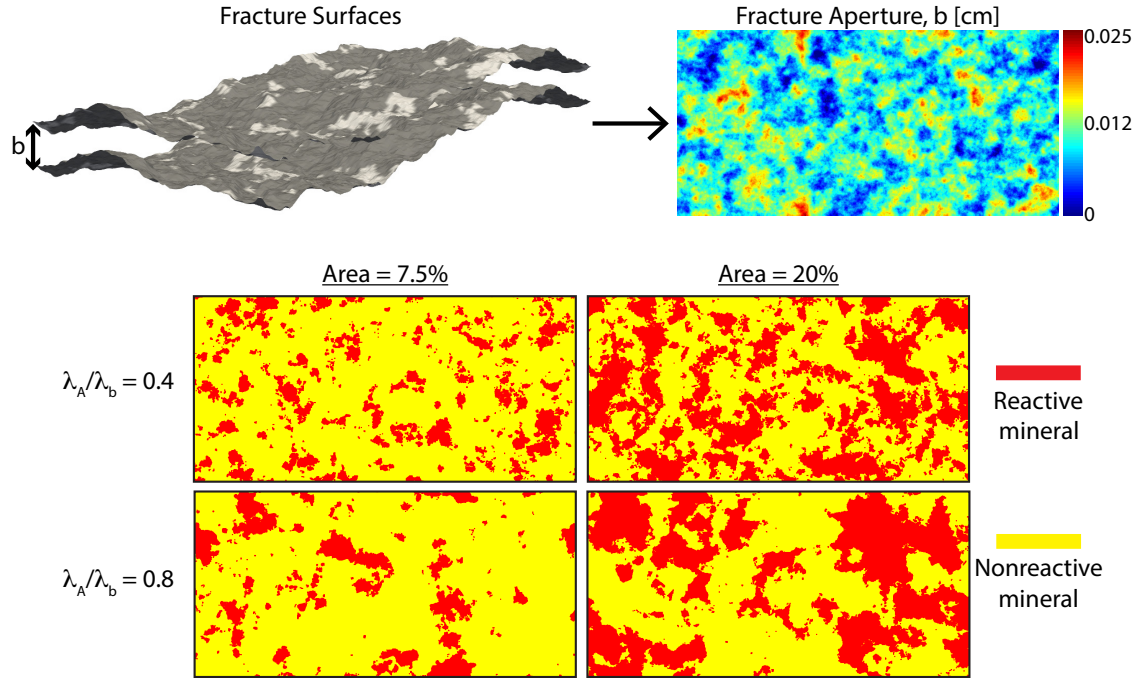 Fracture Surfaces
Fracture Aperture, b [cm]
b
0.025
0.012
0
Area = 7.5%
Area = 20%
λA/λb = 0.4
λA/λb = 0.8
Reactive
mineral
Nonreactive
mineral